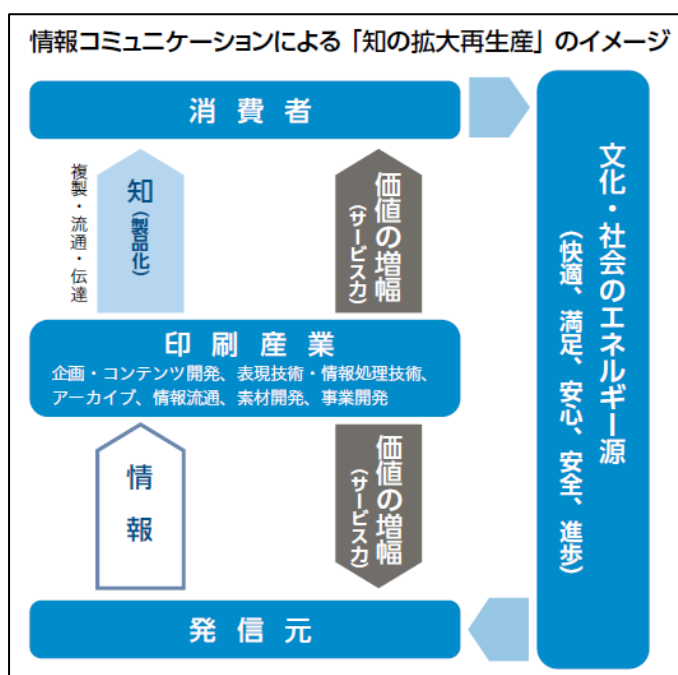 情報コミュニケーションによる「知の拡大再生産」のイメージ
消費者
複製・流通・伝達
知
(製品化)
価値の増幅
(サービス力)
印刷産業
企画・コンテンツ開発、表現技術・情報処理技術、
アーカイブ、情報流通、素材開発、事業開発
情報
価値の増幅
(サービス力)
発信元
文化・社会のエネルギー源
(快適、満足、安心、安全、進歩)